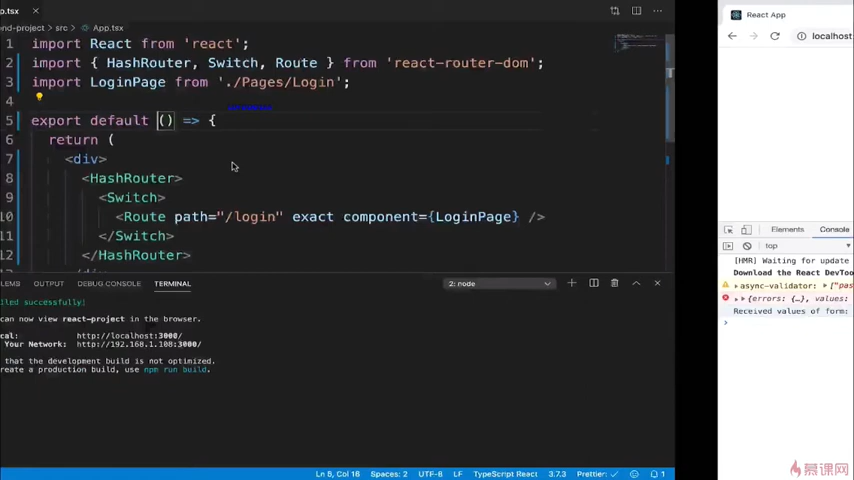 p.tsx
nd-project › src › App.tsx
1 import React from 'react';
2 import { HashRouter, Switch, Route } from 'react-router-dom';
3 import LoginPage from './Pages/Login';
4
5 export default () => {
6 return (
7 <div>
8 <HashRouter>
9 <Switch>
10 <Route path="/login" exact component={LoginPage} />
11 </Switch>
12 </HashRouter>
LEMS OUTPUT DEBUG CONSOLE TERMINAL 2: node
iled successfully!
can now view react-project in the browser.
cal: http://localhost:3000/
Your Network: http://192.168.1.108:3000/
that the development build is not optimized.
reate a production build, use npm run build.
Ln 5, Col 16 Spaces: 2 UTF-8 LF TypeScript React 3.7.3 Prettier: ✓ 1
React App
localhost
Elements Console
top
[HMR] Waiting for update
Download the React DevToo
async-validator: ["pas
{errors: {…}, values:
Received values of form:
慕课网